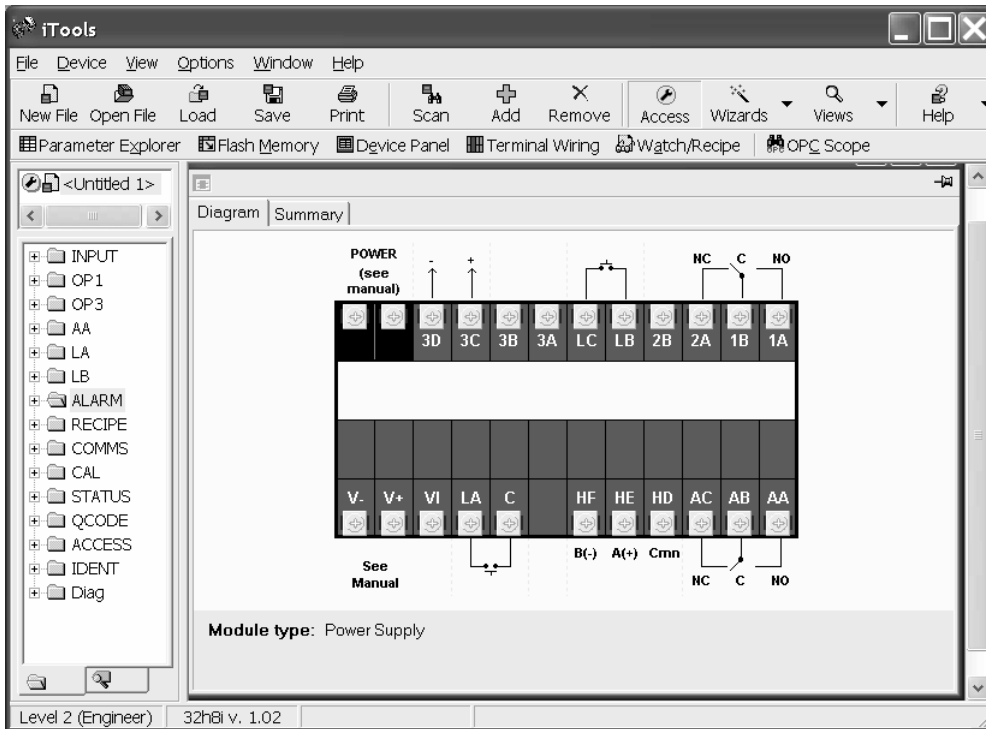 iTools
File Device View Options Window Help
New File Open File Load Save Print Scan Add Remove Access Wizards Views Help
Parameter Explorer Flash Memory Device Panel Terminal Wiring Watch/Recipe OPC Scope
<Untitled 1>
Diagram Summary
INPUT
OP1
OP3
AA
LA
LB
ALARM
RECIPE
COMMS
CAL
STATUS
QCODE
ACCESS
IDENT
Diag
POWER - + NC C NO
(see
manual)
3D 3C 3B 3A LC LB 2B 2A 1B 1A
V- V+ VI LA C HF HE HD AC AB AA
See B(-) A(+) Cmn
Manual NC C NO
Module type: Power Supply
Level 2 (Engineer) 32h8i v. 1.02